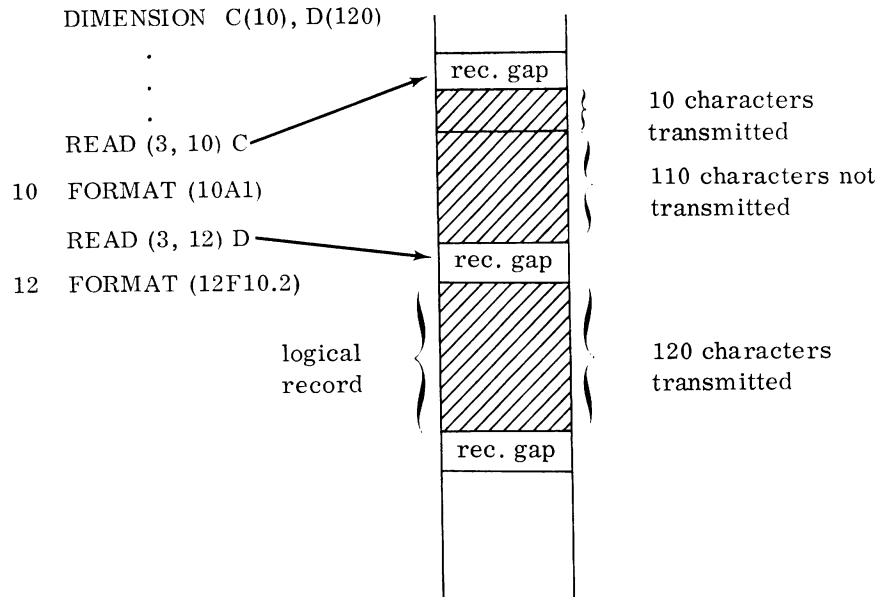 DIMENSION C(10), D(120)
.
.
.
READ (3, 10) C
10 FORMAT (10A1)
READ (3, 12) D
12 FORMAT (12F10.2)
rec. gap
10 characters
transmitted
110 characters not
transmitted
rec. gap
logical
record
120 characters
transmitted
rec. gap